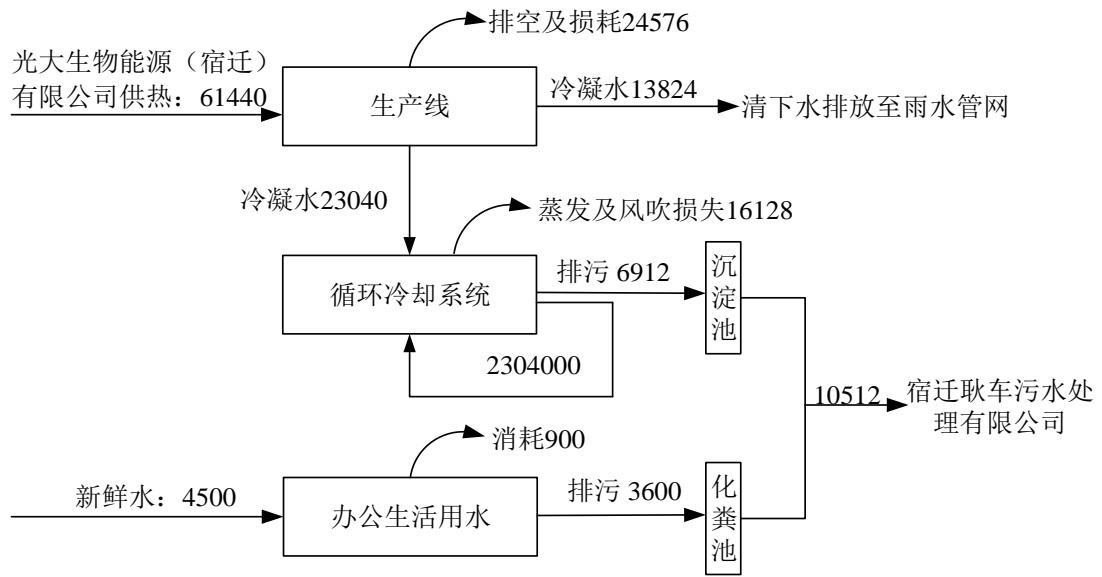 排空及损耗24576
光大生物能源（宿迁）
有限公司供热：61440
生产线
冷凝水13824
清下水排放至雨水管网
冷凝水23040
蒸发及风吹损失16128
循环冷却系统
排污 6912
沉
淀
池
2304000
10512
宿迁耿车污水处
理有限公司
消耗900
新鲜水：4500
办公生活用水
排污 3600
化
粪
池